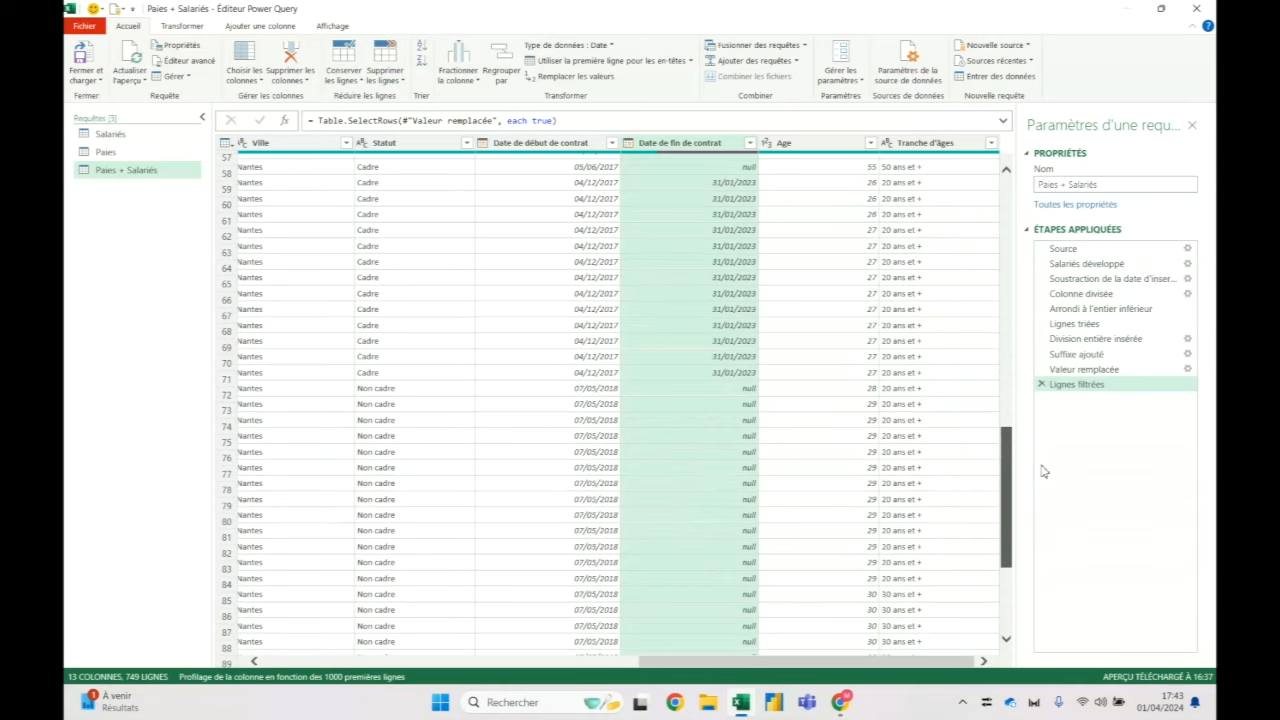 Paies + Salariés - Éditeur Power Query
Fichier Accueil Transformer Ajouter une colonne Affichage
Fermer et charger
Actualiser l'aperçu
Propriétés
Éditeur avancé
Gérer
Choisir les colonnes
Supprimer les colonnes
Conserver les lignes
Supprimer les lignes
Fractionner la colonne
Regrouper par
Type de données : Date
Utiliser la première ligne pour les en-têtes
Remplacer les valeurs
Fusionner des requêtes
Ajouter des requêtes
Combiner les fichiers
Gérer les paramètres
Paramètres de la source de données
Nouvelle source
Sources récentes
Entrer des données
Fermer Requête Gérer les colonnes Réduire les lignes Trier Transformer Combiner Paramètres Sources de données Nouvelle requête
Requêtes [3]
Salariés
Paies
Paies + Salariés
= Table.SelectRows(#"Valeur remplacée", each true)
Ville Statut Date de début de contrat Date de fin de contrat Age Tranche d'âges
57
58 Nantes Cadre 05/06/2017 null 55 50 ans et +
59 Nantes Cadre 04/12/2017 31/01/2023 26 20 ans et +
60 Nantes Cadre 04/12/2017 31/01/2023 26 20 ans et +
61 Nantes Cadre 04/12/2017 31/01/2023 26 20 ans et +
62 Nantes Cadre 04/12/2017 31/01/2023 27 20 ans et +
63 Nantes Cadre 04/12/2017 31/01/2023 27 20 ans et +
64 Nantes Cadre 04/12/2017 31/01/2023 27 20 ans et +
65 Nantes Cadre 04/12/2017 31/01/2023 27 20 ans et +
66 Nantes Cadre 04/12/2017 31/01/2023 27 20 ans et +
67 Nantes Cadre 04/12/2017 31/01/2023 27 20 ans et +
68 Nantes Cadre 04/12/2017 31/01/2023 27 20 ans et +
69 Nantes Cadre 04/12/2017 31/01/2023 27 20 ans et +
70 Nantes Cadre 04/12/2017 31/01/2023 27 20 ans et +
71 Nantes Cadre 04/12/2017 31/01/2023 27 20 ans et +
72 Nantes Non cadre 07/05/2018 null 28 20 ans et +
73 Nantes Non cadre 07/05/2018 null 29 20 ans et +
74 Nantes Non cadre 07/05/2018 null 29 20 ans et +
75 Nantes Non cadre 07/05/2018 null 29 20 ans et +
76 Nantes Non cadre 07/05/2018 null 29 20 ans et +
77 Nantes Non cadre 07/05/2018 null 29 20 ans et +
78 Nantes Non cadre 07/05/2018 null 29 20 ans et +
79 Nantes Non cadre 07/05/2018 null 29 20 ans et +
80 Nantes Non cadre 07/05/2018 null 29 20 ans et +
81 Nantes Non cadre 07/05/2018 null 29 20 ans et +
82 Nantes Non cadre 07/05/2018 null 29 20 ans et +
83 Nantes Non cadre 07/05/2018 null 29 20 ans et +
84 Nantes Non cadre 07/05/2018 null 29 20 ans et +
85 Nantes Non cadre 07/05/2018 null 30 30 ans et +
86 Nantes Non cadre 07/05/2018 null 30 30 ans et +
87 Nantes Non cadre 07/05/2018 null 30 30 ans et +
88 Nantes Non cadre 07/05/2018 null 30 30 ans et +
89
Paramètres d'une requ...
PROPRIÉTÉS
Nom
Paies + Salariés
Toutes les propriétés
ÉTAPES APPLIQUÉES
Source
Salariés développé
Soustraction de la date d'inser...
Colonne divisée
Arrondi à l'entier inférieur
Lignes triées
Division entière insérée
Suffixe ajouté
Valeur remplacée
Lignes filtrées
13 COLONNES, 749 LIGNES Profilage de la colonne en fonction des 1000 premières lignes APERÇU TÉLÉCHARGÉ À 16:37
À venir
Résultats
Rechercher
17:43
01/04/2024